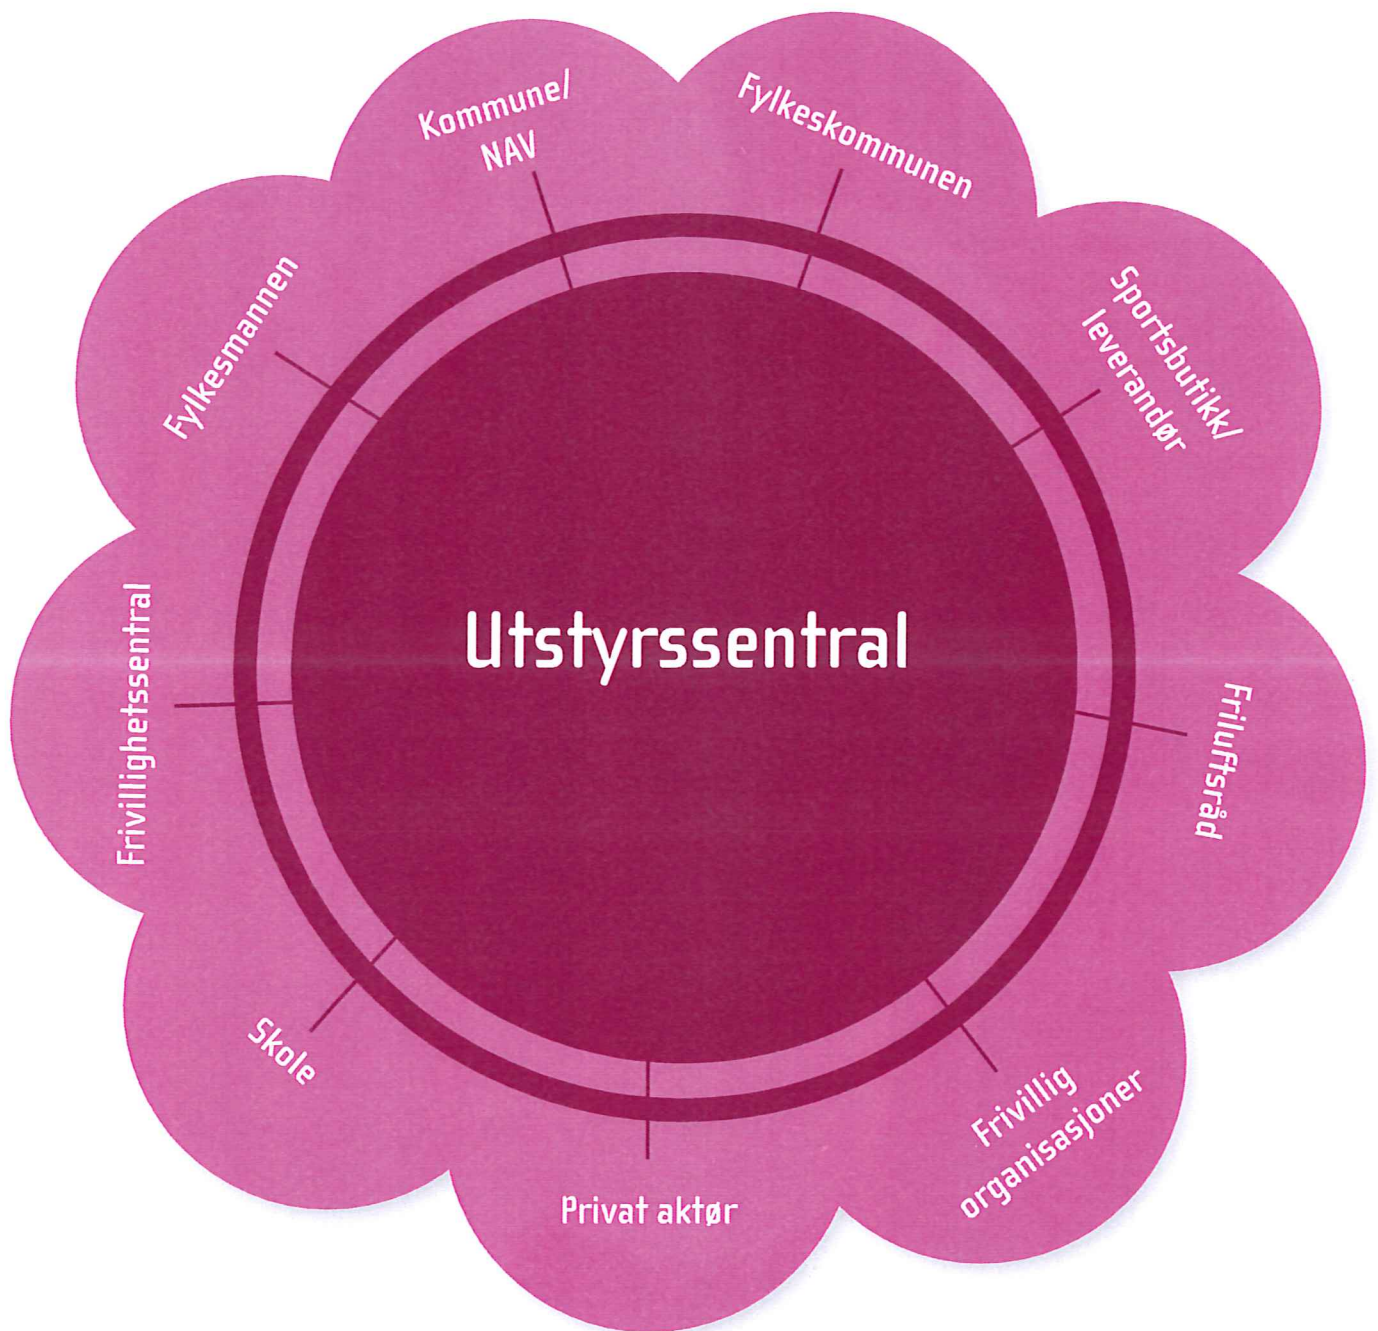 Kommune/
NAV
Fylkeskommunen
Sportsbutikk/
leverandør
Friluftsråd
Frivillig
organisasjoner
Privat aktør
Skole
Frivillighetssentral
Fylkesmannen
Utstyrssentral